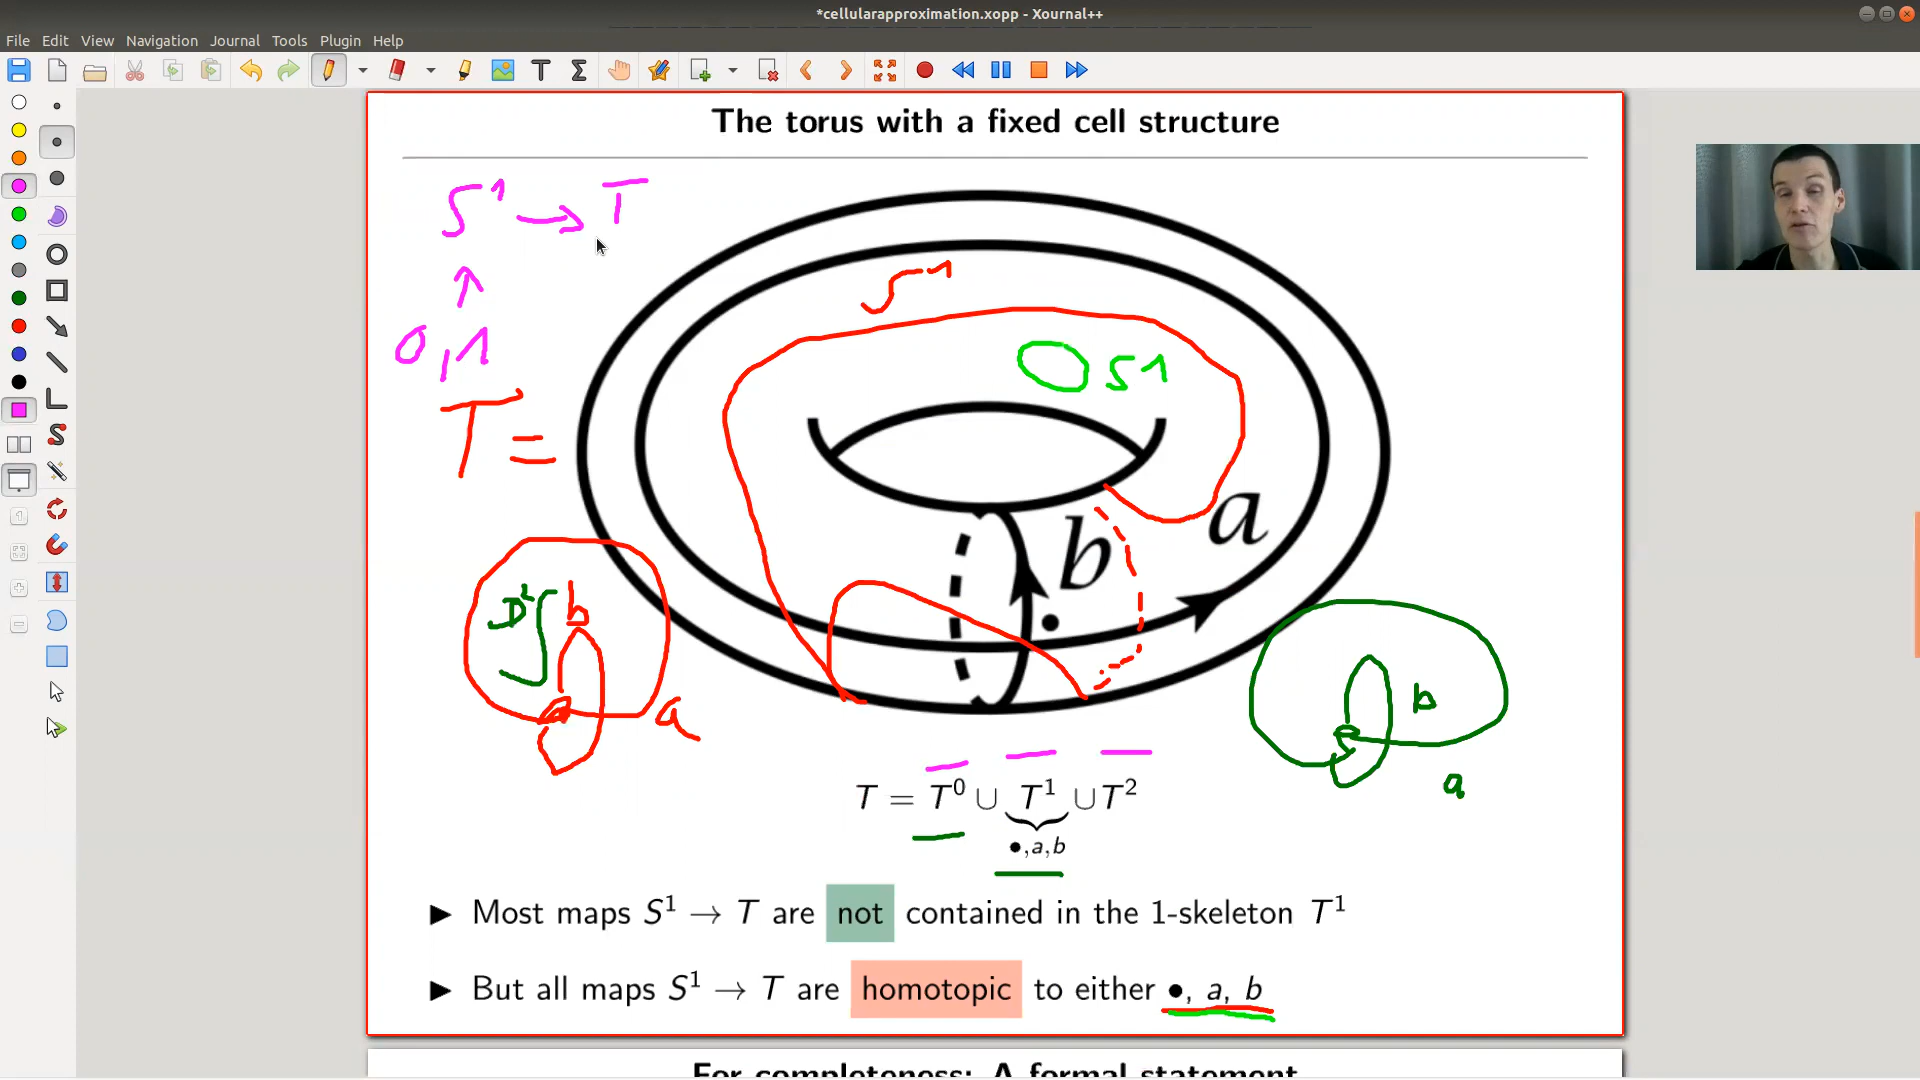 *cellularapproximation.xopp - Xournal++
File Edit View Navigation Journal Tools Plugin Help
The torus with a fixed cell structure
S¹ → T
↑
0,1
T =
S¹
S1
b
a
D² b
a
b
a
T = T⁰ ∪ T¹ ∪ T²
•,a,b
► Most maps S¹ → T are not contained in the 1-skeleton T¹
► But all maps S¹ → T are homotopic to either •, a, b
For completeness: A formal statement